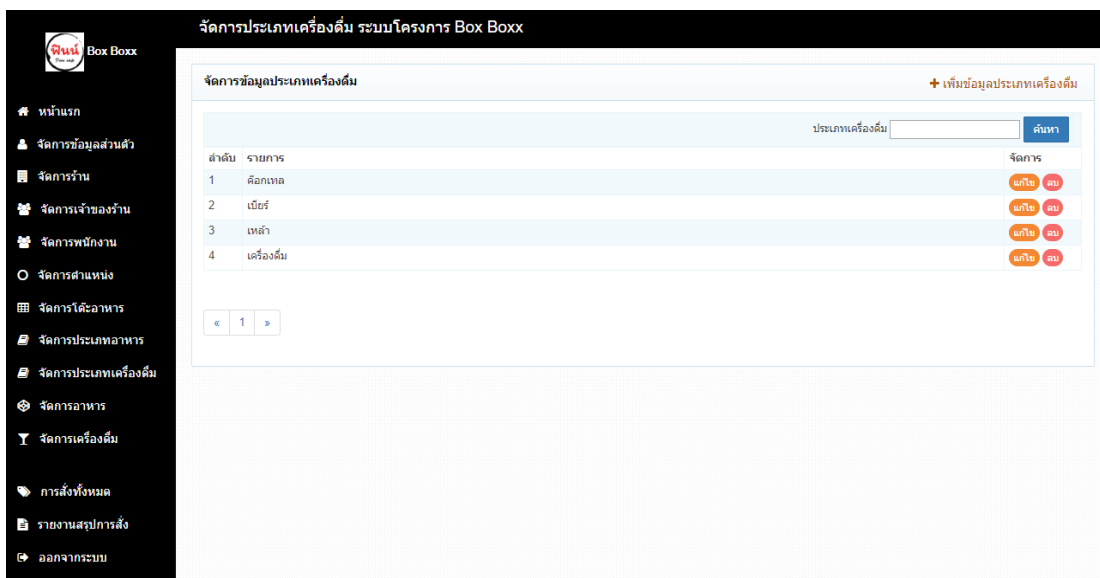 จัดการประเภทเครื่องดื่ม ระบบโครงการ Box Boxx
ฟินน์ Box Boxx
หน้าแรก
จัดการข้อมูลส่วนตัว
จัดการร้าน
จัดการเจ้าของร้าน
จัดการพนักงาน
จัดการตำแหน่ง
จัดการโต๊ะอาหาร
จัดการประเภทอาหาร
จัดการประเภทเครื่องดื่ม
จัดการอาหาร
จัดการเครื่องดื่ม
การสั่งทั้งหมด
รายงานสรุปการสั่ง
ออกจากระบบ
จัดการข้อมูลประเภทเครื่องดื่ม
+ เพิ่มข้อมูลประเภทเครื่องดื่ม
ประเภทเครื่องดื่ม ค้นหา
ลำดับ รายการ จัดการ
1 ค๊อกเทล แก้ไข ลบ
2 เบียร์ แก้ไข ลบ
3 เหล้า แก้ไข ลบ
4 เครื่องดื่ม แก้ไข ลบ
« 1 »